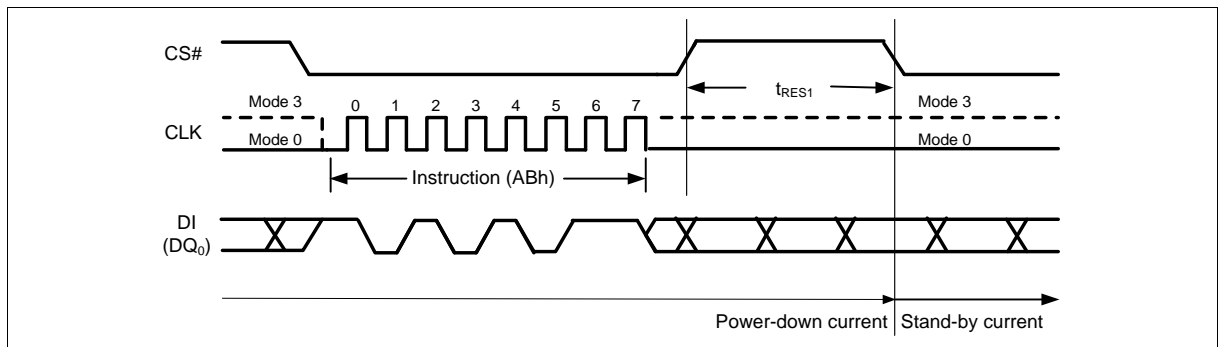 CS#
tRES1
Mode 3 0 1 2 3 4 5 6 7 Mode 3
CLK
Mode 0 Mode 0
Instruction (ABh)
DI
(DQ0)
Power-down current Stand-by current